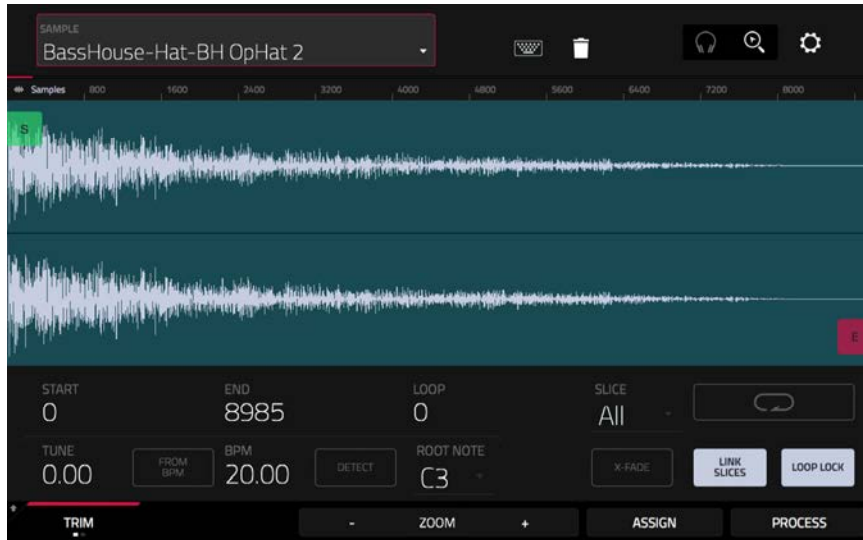 SAMPLE
BassHouse-Hat-BH OpHat 2
Samples 800 1600 2400 3200 4000 4800 5600 6400 7200 8000
S
E
START END LOOP SLICE
0 8985 0 All
TUNE BPM ROOT NOTE
0.00 FROM BPM 20.00 DETECT C3 X-FADE LINK SLICES LOOP LOCK
TRIM - ZOOM + ASSIGN PROCESS